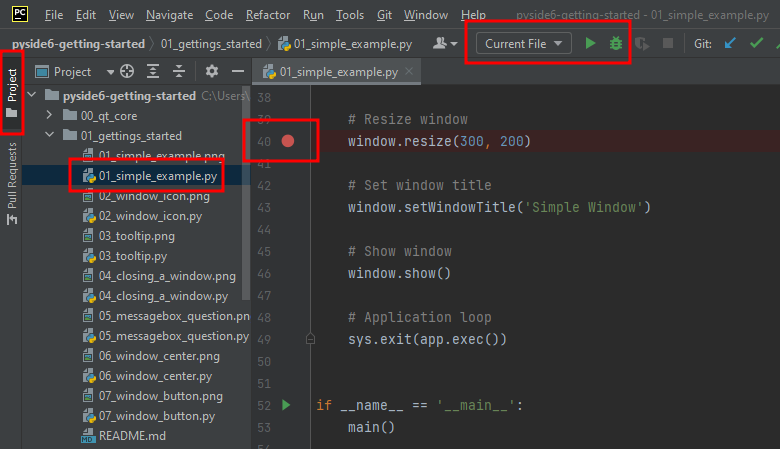 PC File Edit View Navigate Code Refactor Run Tools Git Window Help pyside6-getting-started - 01_simple_example.py
pyside6-getting-started 01_gettings_started 01_simple_example.py Current File Git:
Project
Pull Requests
Project
pyside6-getting-started C:\Users\
00_qt_core
01_gettings_started
01_simple_example.png
01_simple_example.py
02_window_icon.png
02_window_icon.py
03_tooltip.png
03_tooltip.py
04_closing_a_window.png
04_closing_a_window.py
05_messagebox_question.pn
05_messagebox_question.py
06_window_center.png
06_window_center.py
07_window_button.png
07_window_button.py
README.md
01_simple_example.py
38
39 # Resize window
40 window.resize(300, 200)
41
42 # Set window title
43 window.setWindowTitle('Simple Window')
44
45 # Show window
46 window.show()
47
48 # Application loop
49 sys.exit(app.exec())
50
51
52 if __name__ == '__main__':
53 main()
54